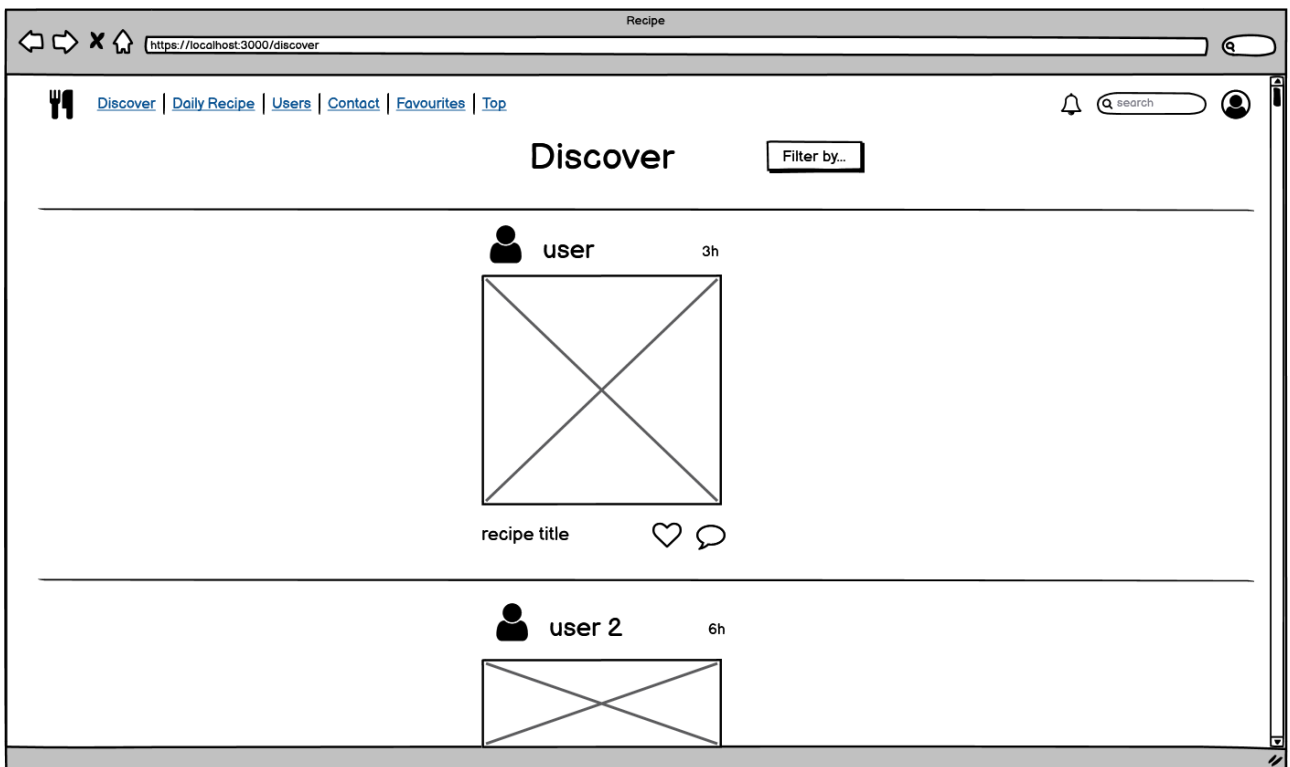 Recipe
https://localhost:3000/discover
Discover Daily Recipe Users Contact Favourites Top search
Discover Filter by...
user 3h
recipe title
user 2 6h